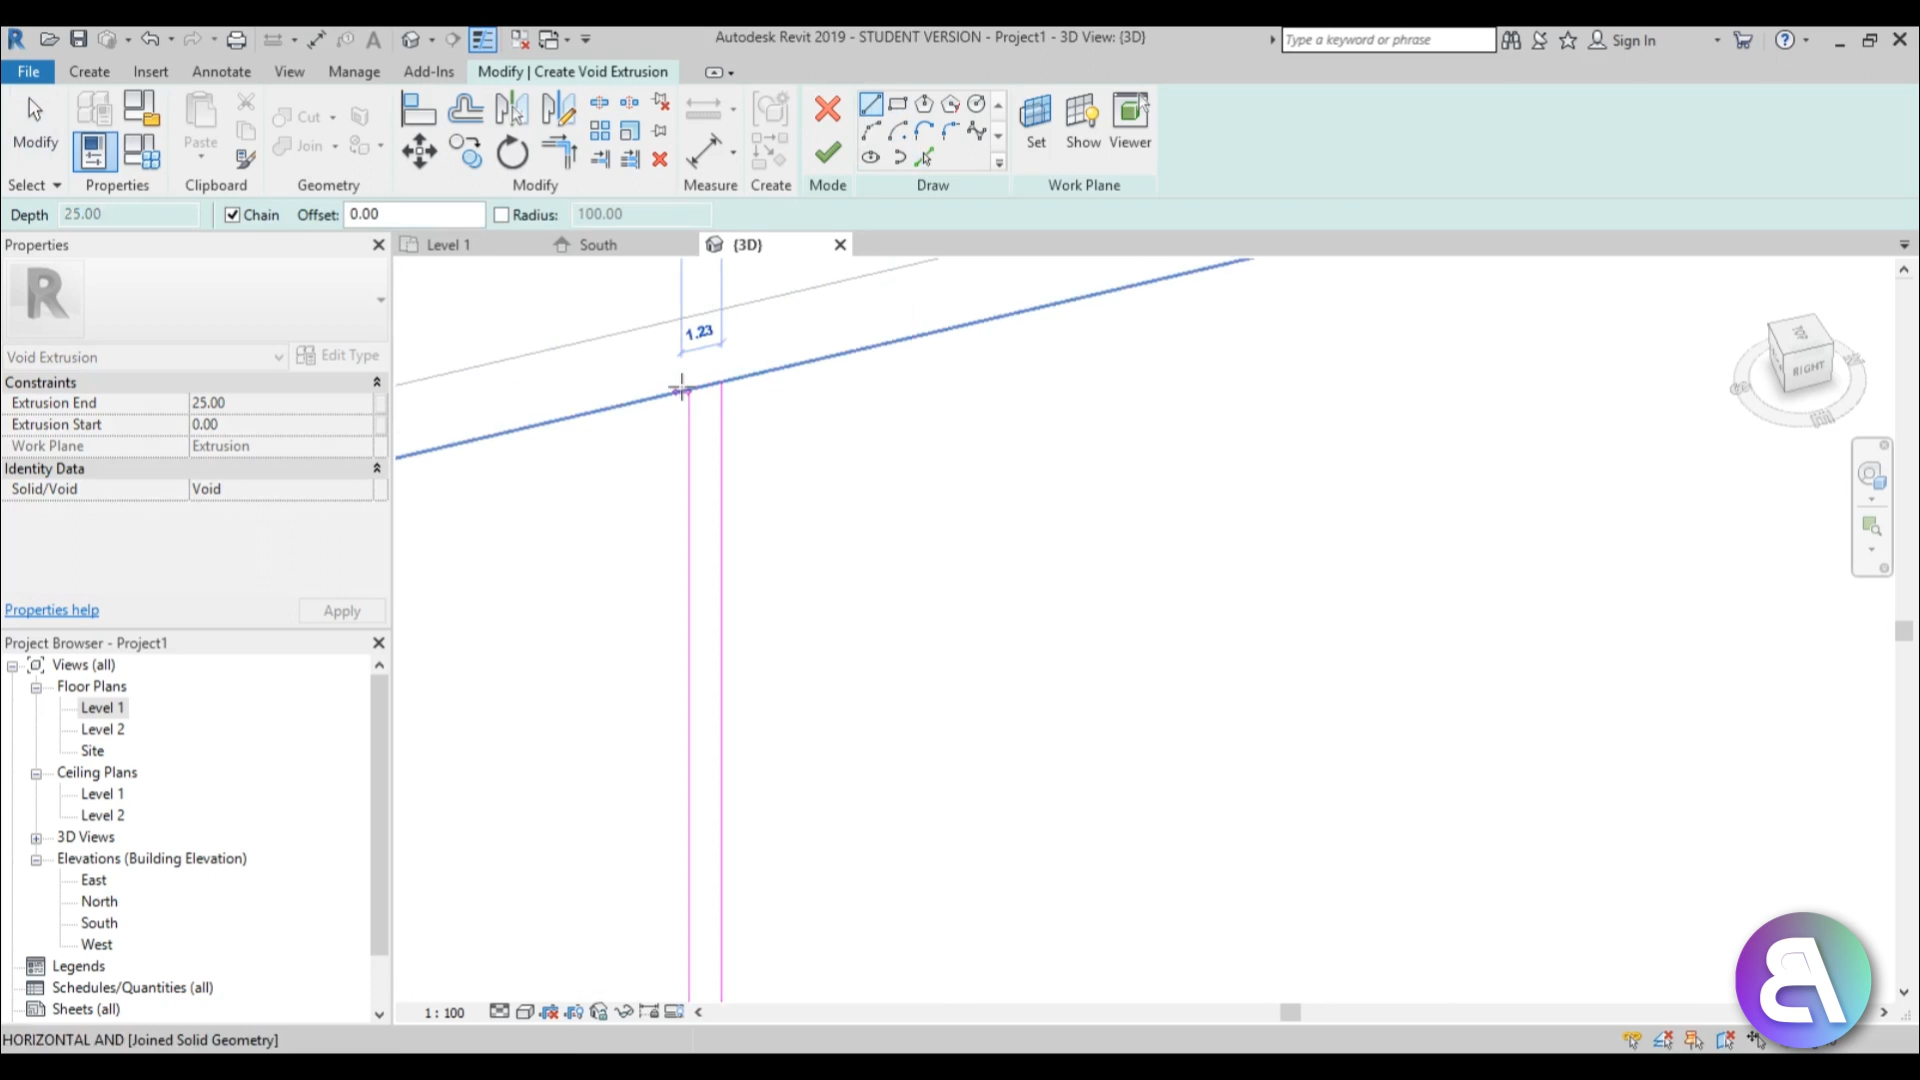 Autodesk Revit 2019 - STUDENT VERSION - Project1 - 3D View: {3D}
Type a keyword or phrase
Sign In
File Create Insert Annotate View Manage Add-Ins Modify | Create Void Extrusion
Modify
Paste
Cut
Join
Set
Show
Viewer
Select
Properties
Clipboard
Geometry
Modify
Measure
Create
Mode
Draw
Work Plane
Depth 25.00 Chain Offset: 0.00 Radius: 100.00
Properties
Level 1
South
{3D}
R
Void Extrusion
Edit Type
Constraints
Extrusion End 25.00
Extrusion Start 0.00
Work Plane Extrusion
Identity Data
Solid/Void Void
Properties help
Apply
1.23
TOP
RIGHT
Project Browser - Project1
Views (all)
Floor Plans
Level 1
Level 2
Site
Ceiling Plans
Level 1
Level 2
3D Views
Elevations (Building Elevation)
East
North
South
West
Legends
Schedules/Quantities (all)
Sheets (all)
1 : 100
HORIZONTAL AND [Joined Solid Geometry]